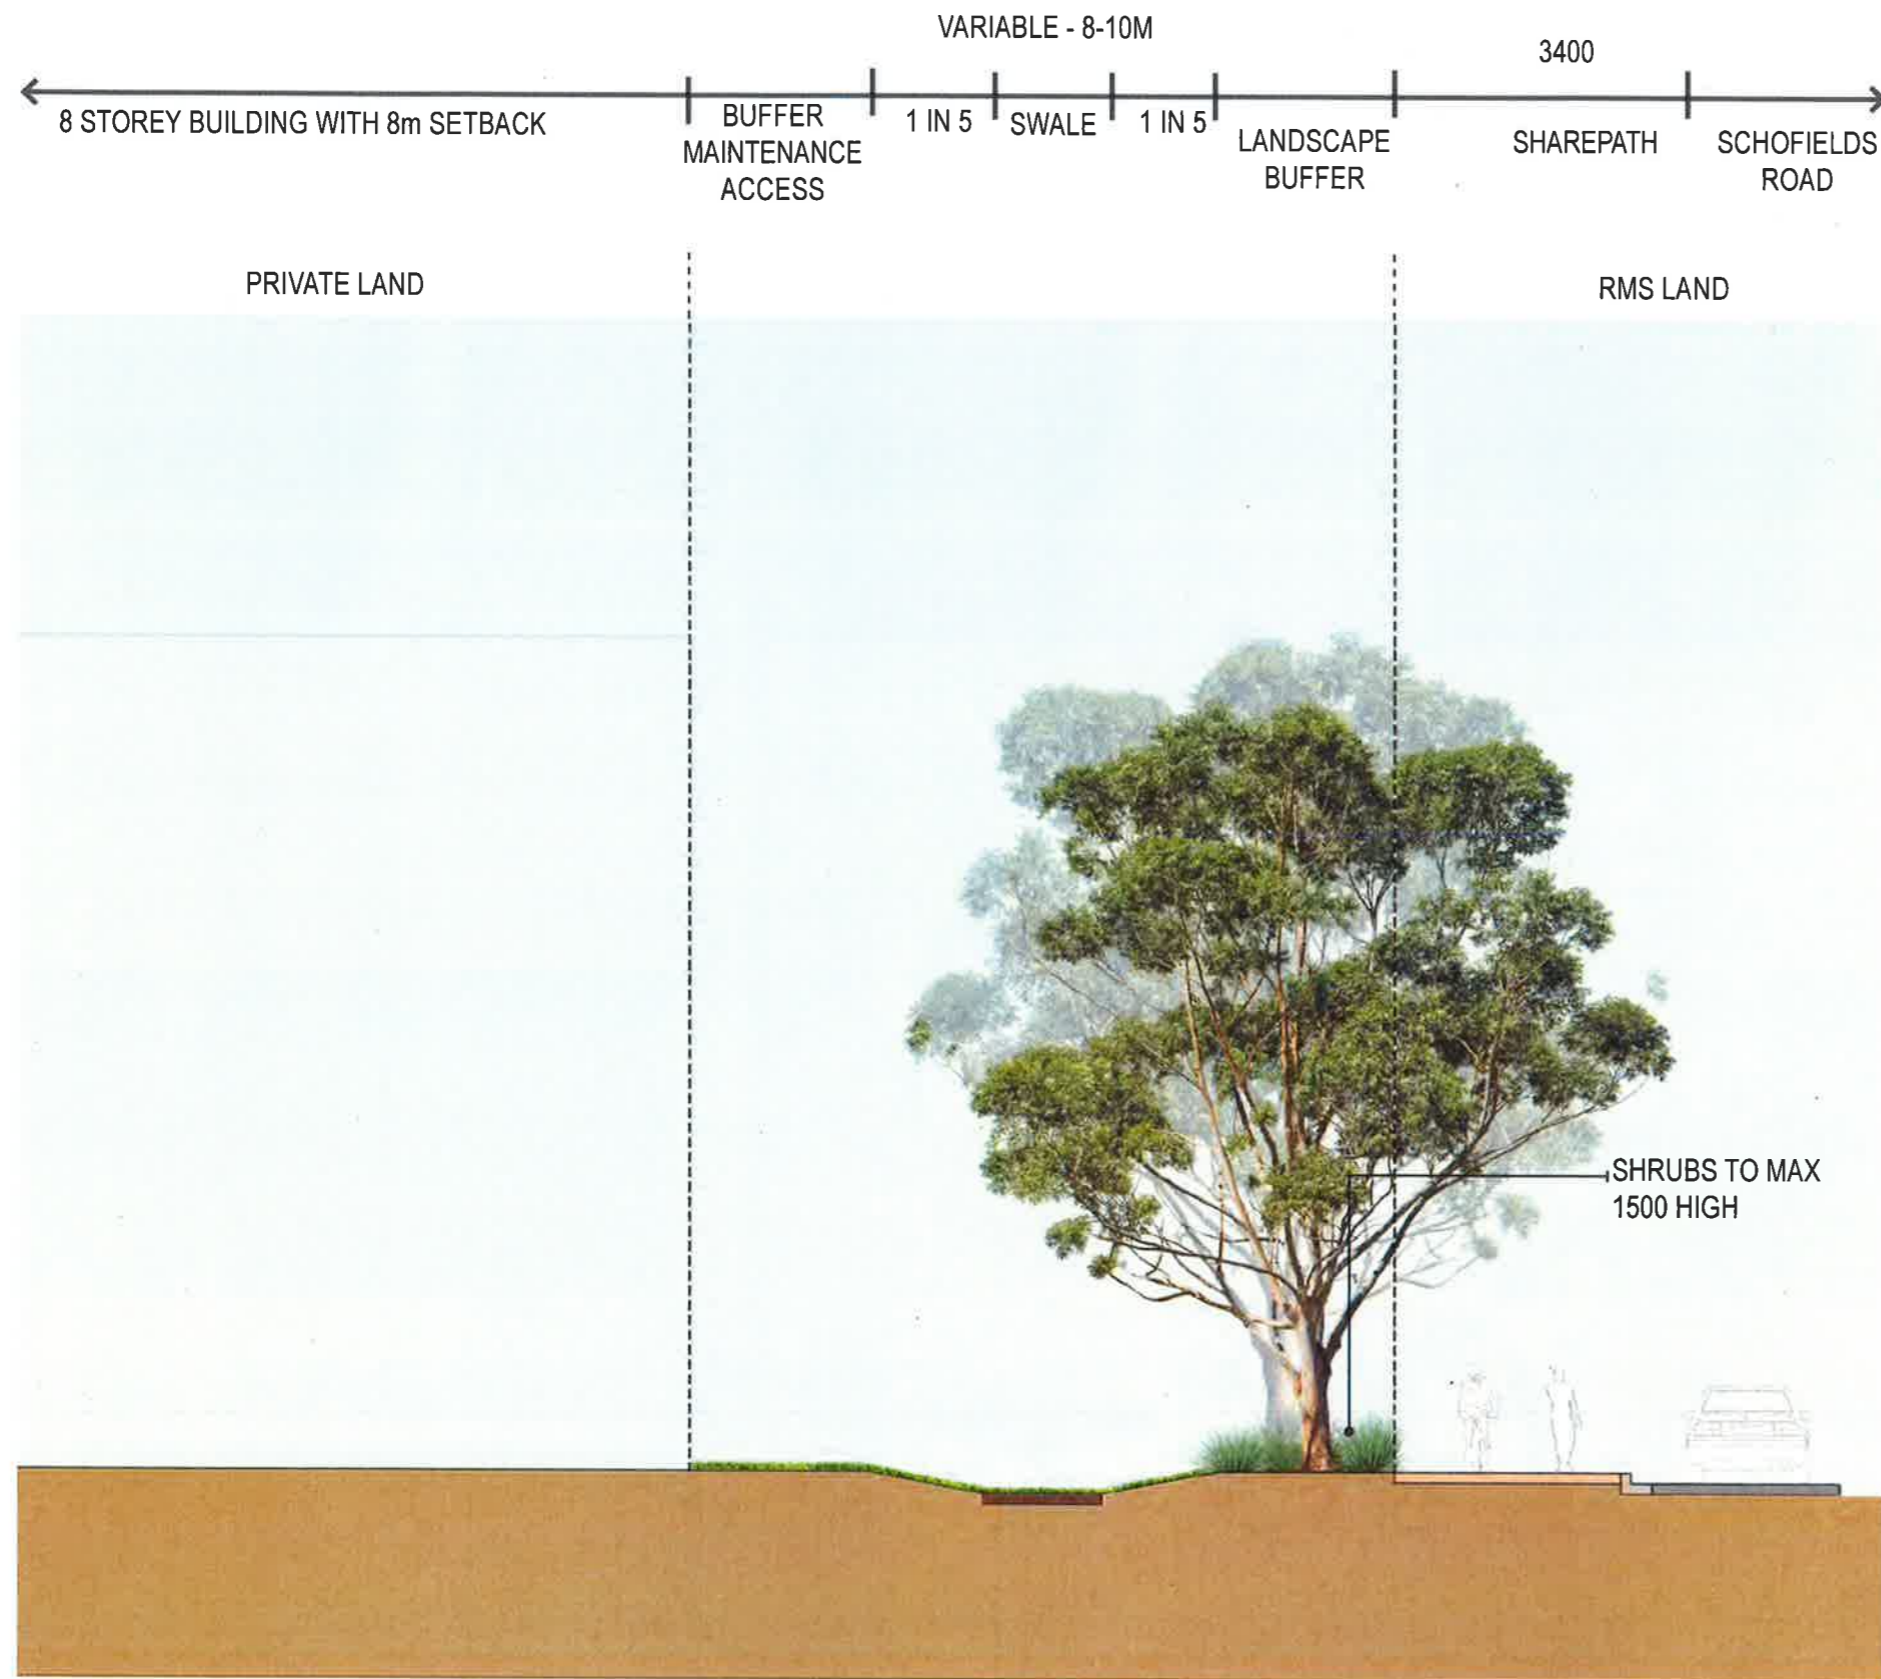 VARIABLE - 8-10M
3400
8 STOREY BUILDING WITH 8m SETBACK
BUFFER
MAINTENANCE
ACCESS
1 IN 5
SWALE
1 IN 5
LANDSCAPE
BUFFER
SHAREPATH
SCHOFIELDS
ROAD
PRIVATE LAND
RMS LAND
SHRUBS TO MAX
1500 HIGH